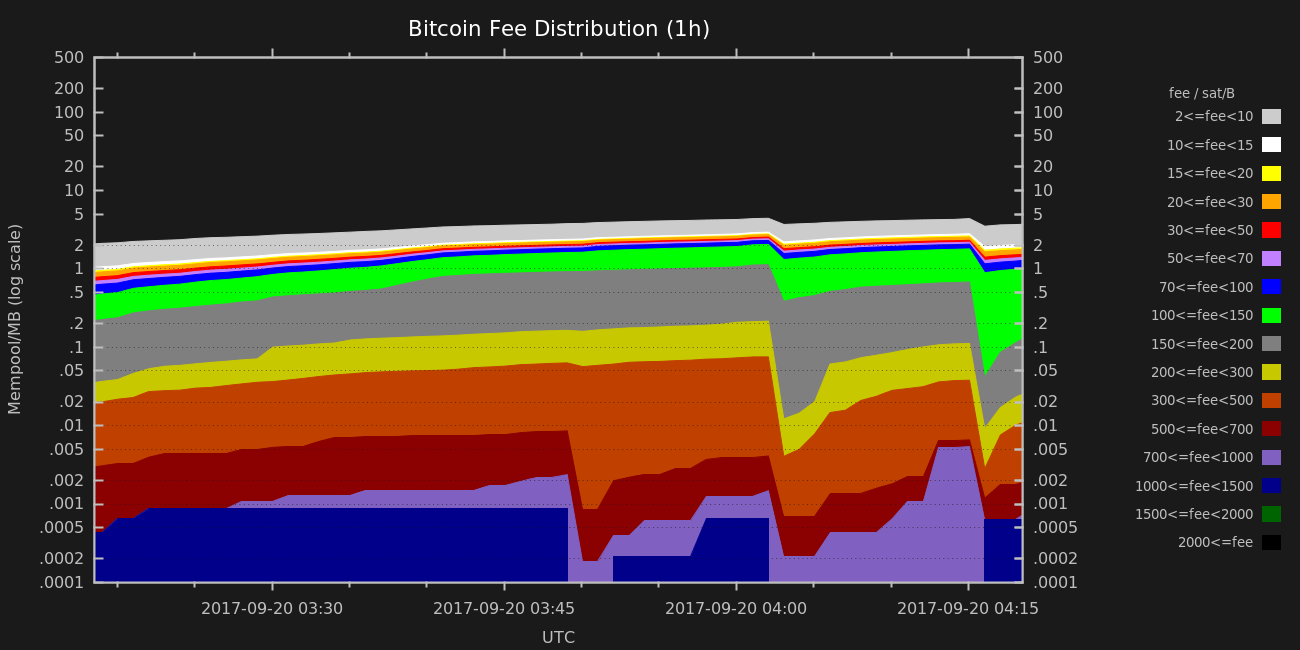 Bitcoin Fee Distribution (1h)
500 500
200 200
100 100
50 50
20 20
10 10
5 5
2 2
1 1
.5 .5
.2 .2
.1 .1
.05 .05
.02 .02
.01 .01
.005 .005
.002 .002
.001 .001
.0005 .0005
.0002 .0002
.0001 .0001
Mempool/MB (log scale)
2017-09-20 03:30 2017-09-20 03:45 2017-09-20 04:00 2017-09-20 04:15
UTC
fee / sat/B
2<=fee<10
10<=fee<15
15<=fee<20
20<=fee<30
30<=fee<50
50<=fee<70
70<=fee<100
100<=fee<150
150<=fee<200
200<=fee<300
300<=fee<500
500<=fee<700
700<=fee<1000
1000<=fee<1500
1500<=fee<2000
2000<=fee